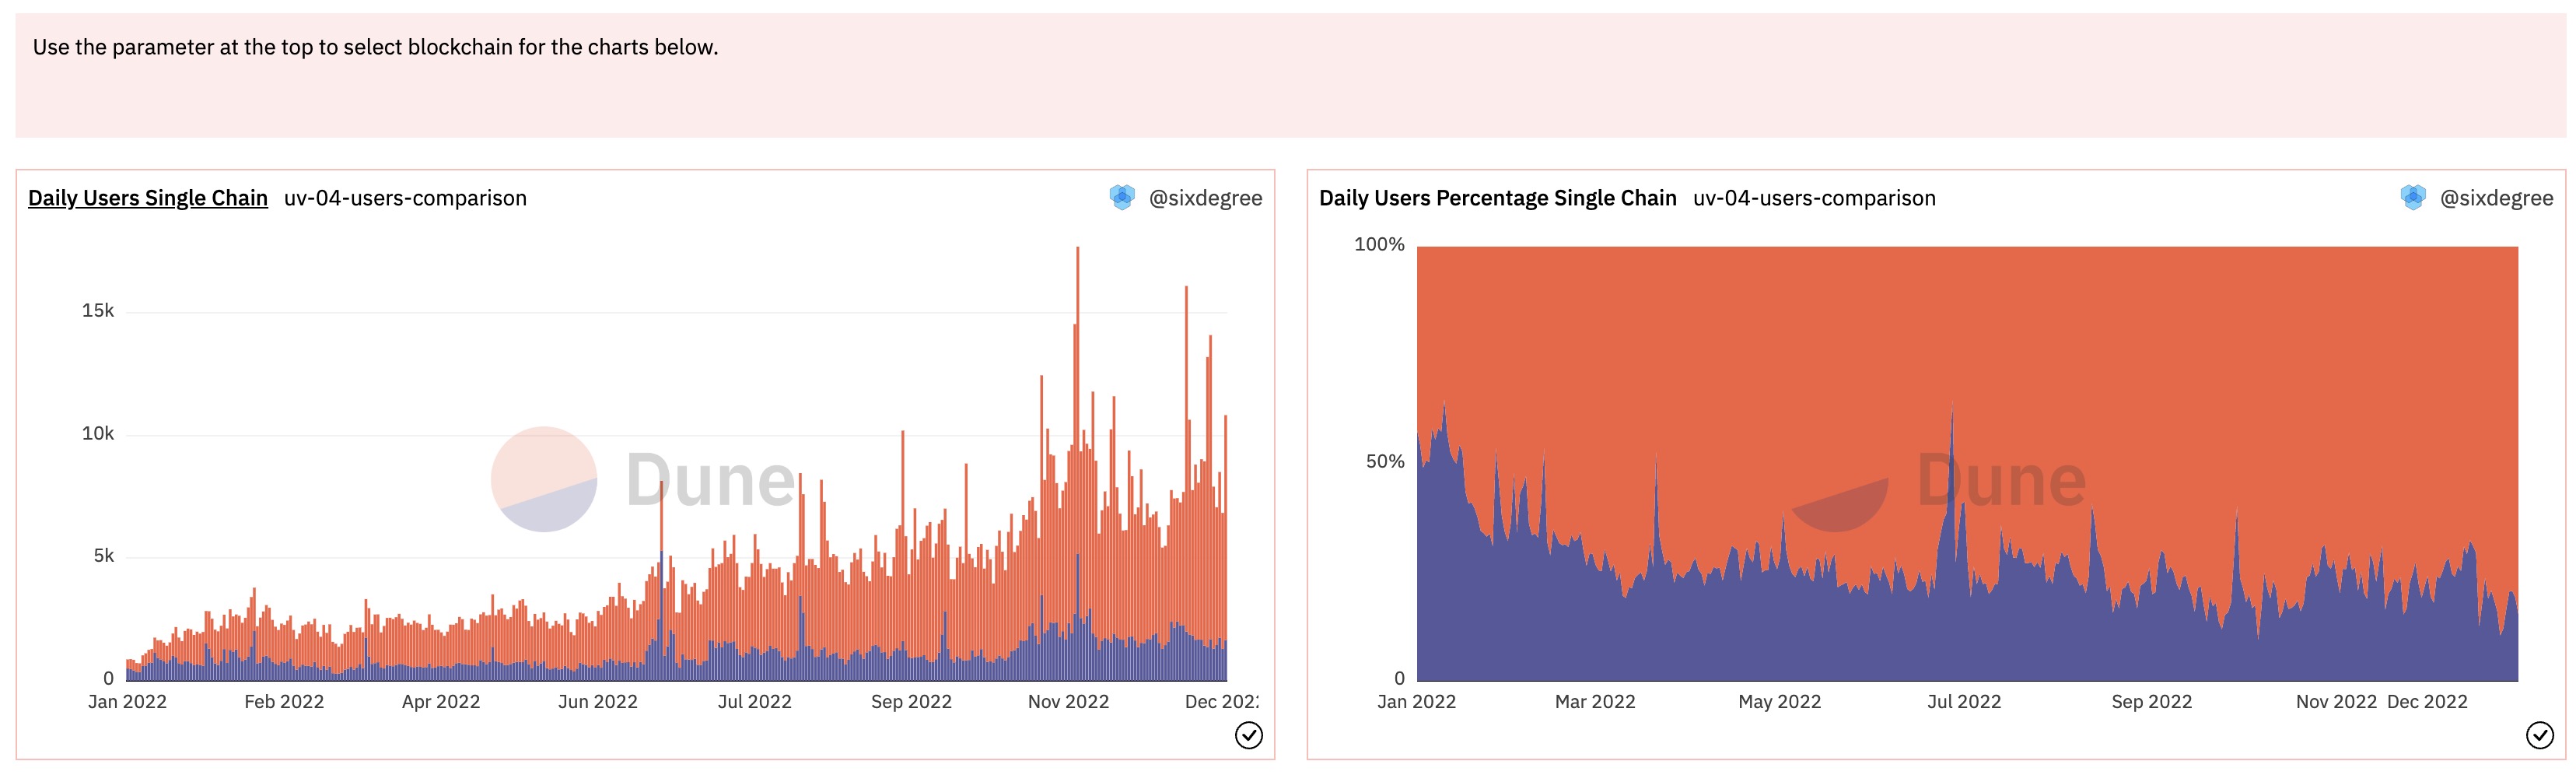 Use the parameter at the top to select blockchain for the charts below.
Daily Users Single Chain uv-04-users-comparison @sixdegree
15k
10k
5k
0
Dune
Jan 2022 Feb 2022 Apr 2022 Jun 2022 Jul 2022 Sep 2022 Nov 2022 Dec 202
Daily Users Percentage Single Chain uv-04-users-comparison @sixdegree
100%
50%
0
Dune
Jan 2022 Mar 2022 May 2022 Jul 2022 Sep 2022 Nov 2022 Dec 2022